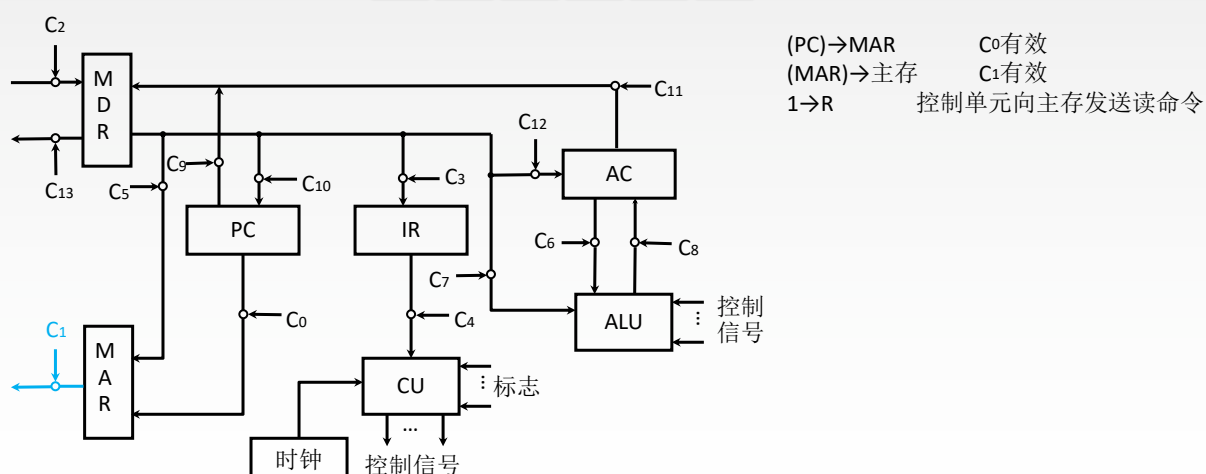 C2
(PC)→MAR C0有效
(MAR)→主存 C1有效
1→R 控制单元向主存发送读命令
M
D
R
C11
C12
C13
C5
C9
C10
C3
AC
PC
IR
C6
C8
C7
C0
C4
ALU
控制
信号
...
C1
M
A
R
CU
...
标志
...
时钟
控制信号